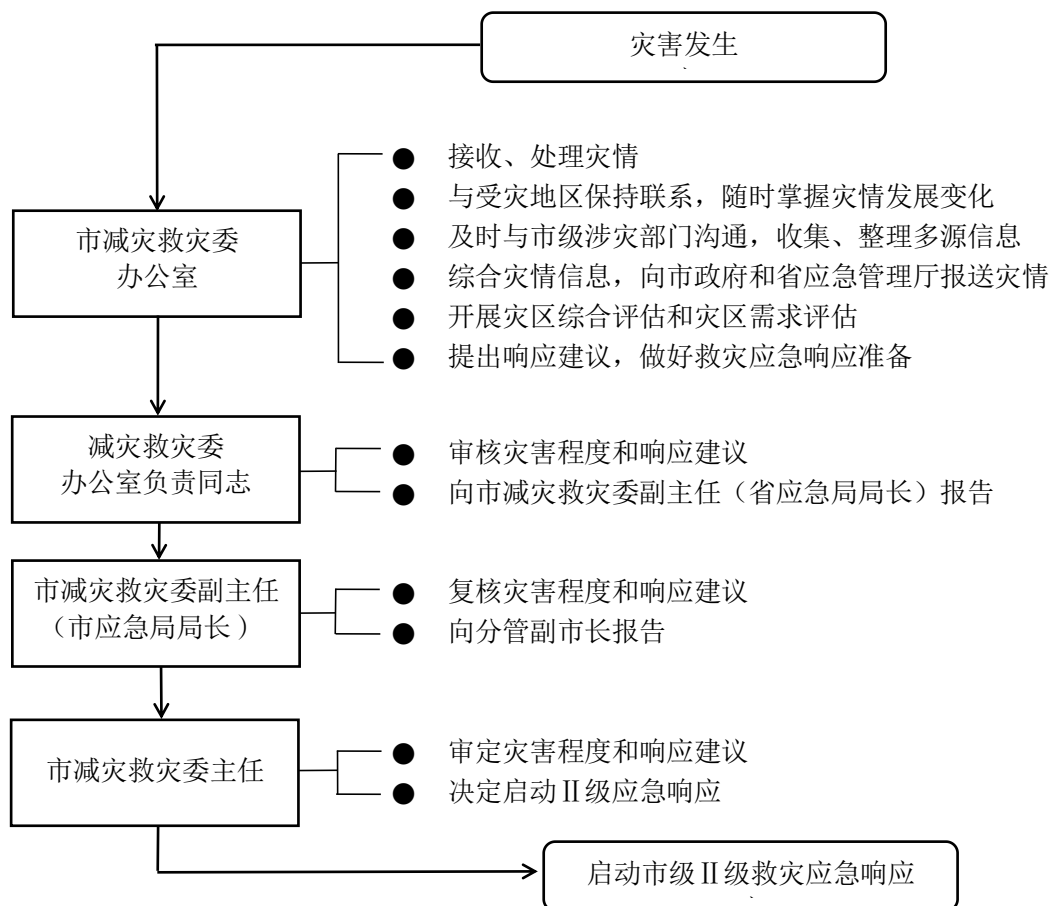 灾害发生
接收、处理灾情
与受灾地区保持联系，随时掌握灾情发展变化
市减灾救灾委
办公室
及时与市级涉灾部门沟通，收集、整理多源信息
综合灾情信息，向市政府和省应急管理厅报送灾情
开展灾区综合评估和灾区需求评估
提出响应建议，做好救灾应急响应准备
减灾救灾委
办公室负责同志
审核灾害程度和响应建议
向市减灾救灾委副主任（省应急局局长）报告
市减灾救灾委副主任
（市应急局局长）
复核灾害程度和响应建议
向分管副市长报告
市减灾救灾委主任
审定灾害程度和响应建议
决定启动Ⅱ级应急响应
启动市级Ⅱ级救灾应急响应